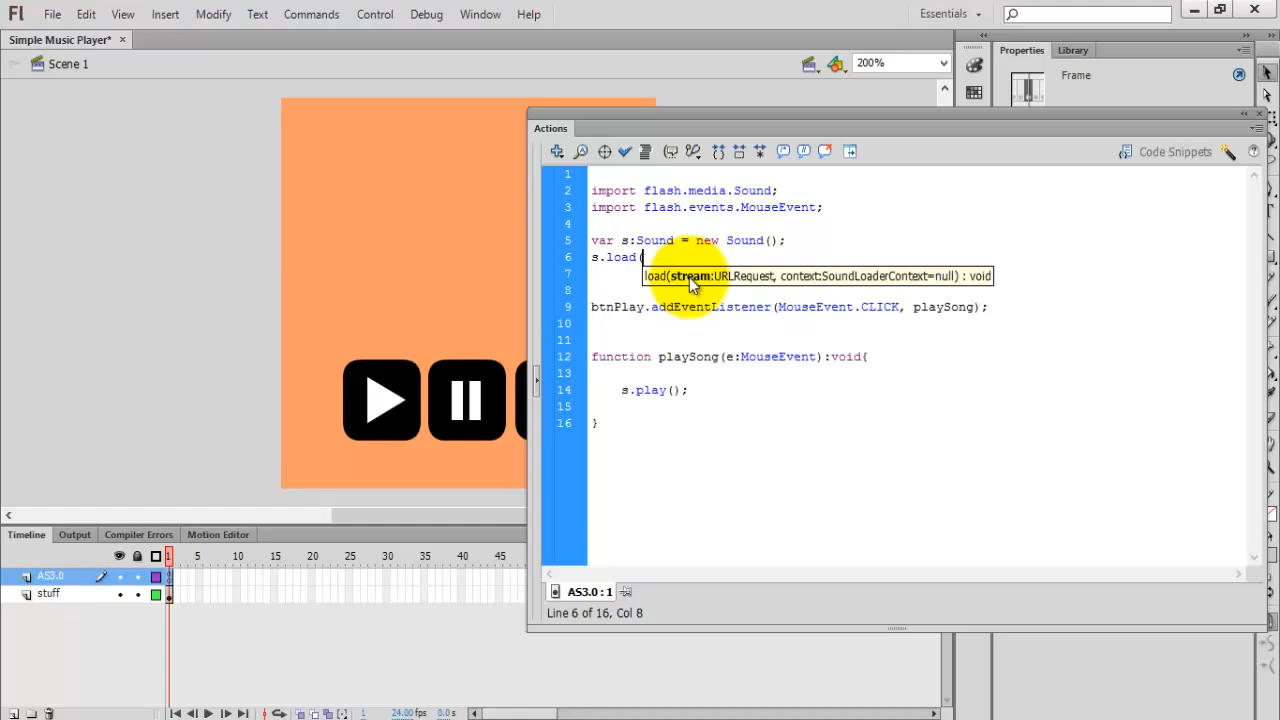 Fl File Edit View Insert Modify Text Commands Control Debug Window Help Essentials
Simple Music Player* ×
Scene 1 200%
Properties Library
Frame
Actions
Code Snippets
1
2 import flash.media.Sound;
3 import flash.events.MouseEvent;
4
5 var s:Sound = new Sound();
6 s.load(
7 load(stream:URLRequest, context:SoundLoaderContext=null) : void
8
9 btnPlay.addEventListener(MouseEvent.CLICK, playSong);
10
11
12 function playSong(e:MouseEvent):void{
13
14 s.play();
15
16 }
AS3.0 : 1
Line 6 of 16, Col 8
Timeline Output Compiler Errors Motion Editor
1 5 10 15 20 25 30 35 40 45
AS3.0
stuff
1 24.00 fps 0.0 s